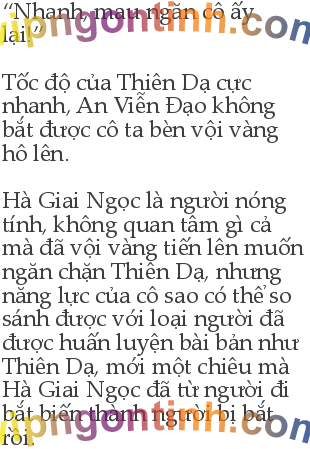 “Nhanh, mau ngăn cô ấy
lại.”
vipngontinh.com
Tốc độ của Thiên Dạ cực
nhanh, An Viễn Đạo không
bắt được cô ta bèn vội vàng
hô lên.
Hà Giai Ngọc là người nóng
tính, không quan tâm gì cả
mà đã vội vàng tiến lên muốn
ngăn chặn Thiên Dạ, nhưng
năng lực của cô sao có thể so
sánh được với loại người đã
được huấn luyện bài bản như
Thiên Dạ, mới một chiêu mà
Hà Giai Ngọc đã từ người đi
bắt biến thành người bị bắt
rồi.
vipngontinh.com